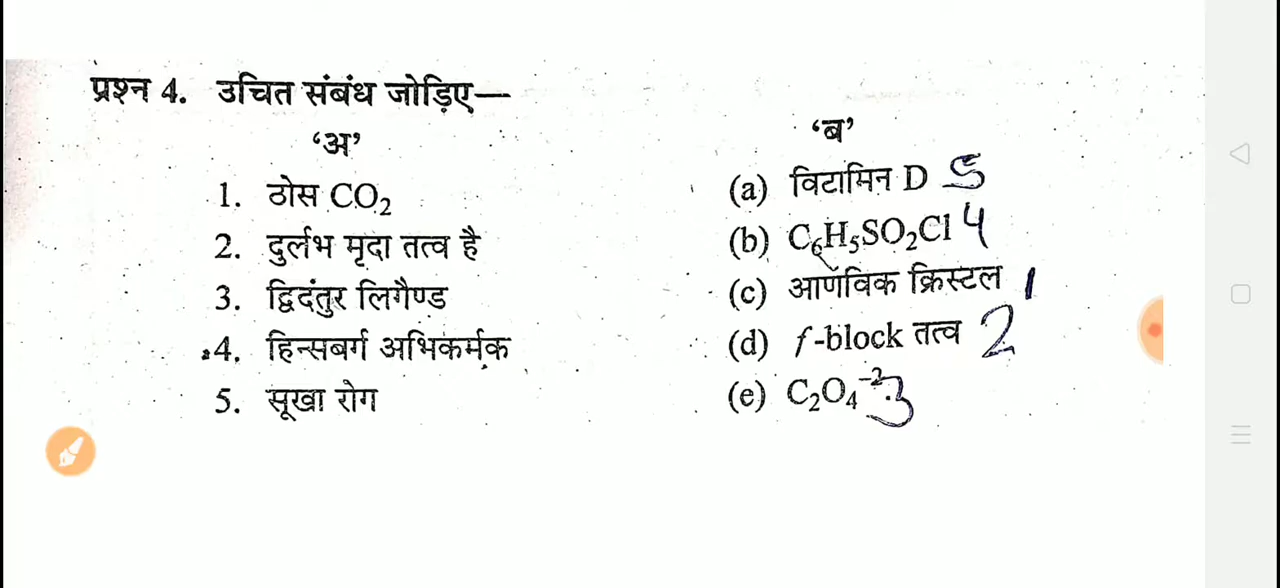 प्रश्न 4. उचित संबंध जोड़िए—
‘अ’ ‘ब’
1. ठोस CO₂ (a) विटामिन D 5
2. दुर्लभ मृदा तत्व है (b) C₆H₅SO₂Cl 4
3. द्विदंतुर लिगैण्ड (c) आणविक क्रिस्टल 1
4. हिन्सबर्ग अभिकर्मक (d) f-block तत्व 2
5. सूखा रोग (e) C₂O₄⁻² 3